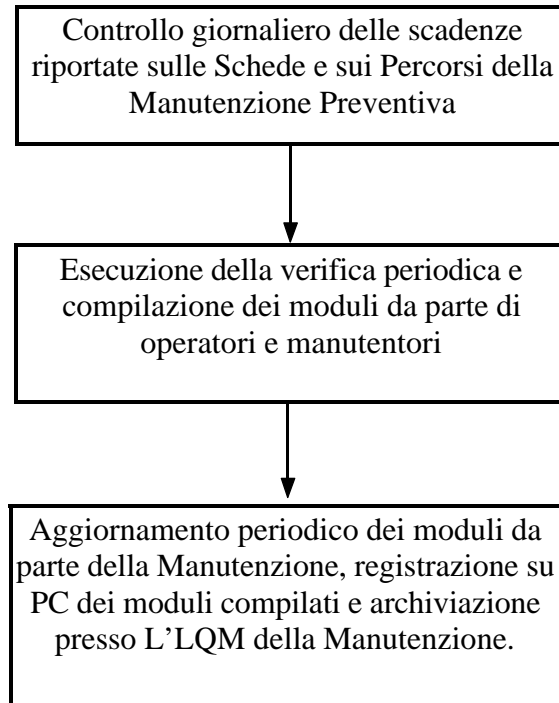 Controllo giornaliero delle scadenze
riportate sulle Schede e sui Percorsi della
Manutenzione Preventiva
Esecuzione della verifica periodica e
compilazione dei moduli da parte di
operatori e manutentori
Aggiornamento periodico dei moduli da
parte della Manutenzione, registrazione su
PC dei moduli compilati e archiviazione
presso L’LQM della Manutenzione.